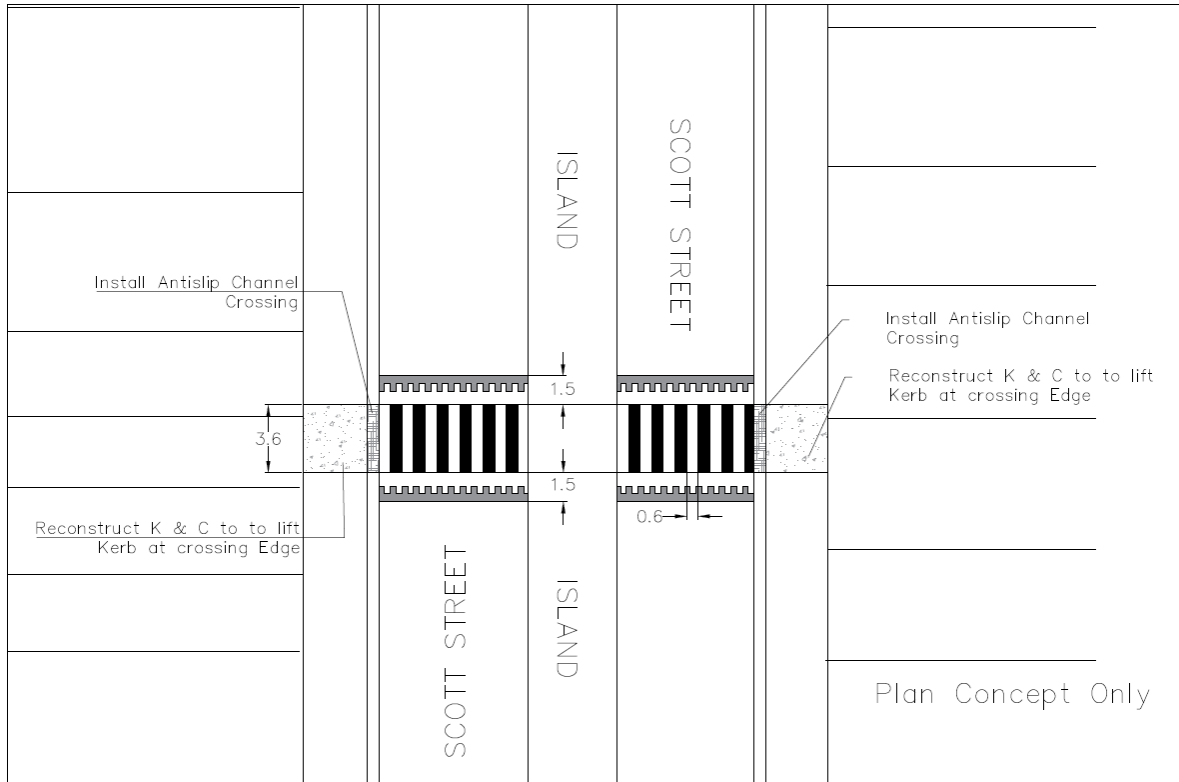 ISLAND
SCOTT STREET
Install Antislip Channel
Crossing
Install Antislip Channel
Crossing
Reconstruct K & C to to lift
Kerb at crossing Edge
1.5
3.6
1.5
0.6
Reconstruct K & C to to lift
Kerb at crossing Edge
SCOTT STREET
ISLAND
Plan Concept Only